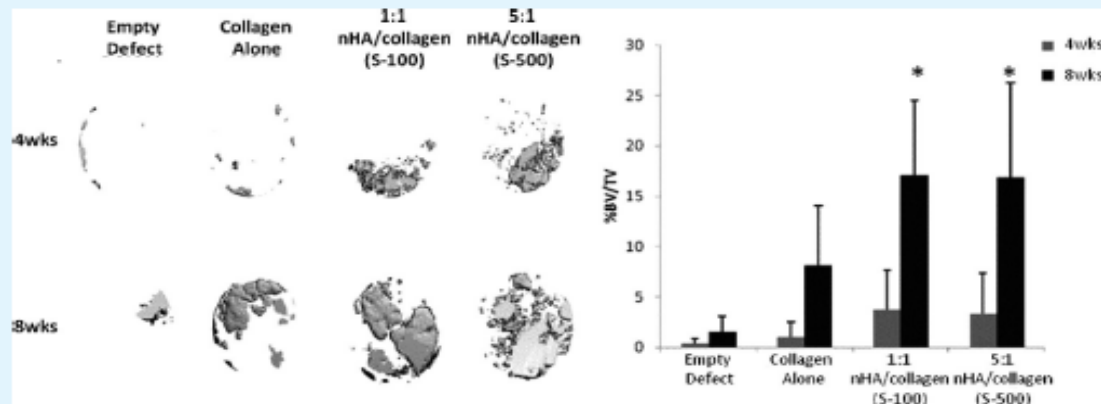 Empty
Defect
Collagen
Alone
1:1
nHA/collagen
(S-100)
5:1
nHA/collagen
(S-500)
4wks
8wks
%BV/TV
30
25
20
15
10
5
0
*
*
4wks
8wks
Empty
Defect
Collagen
Alone
1:1
nHA/collagen
(S-100)
5:1
nHA/collagen
(S-500)